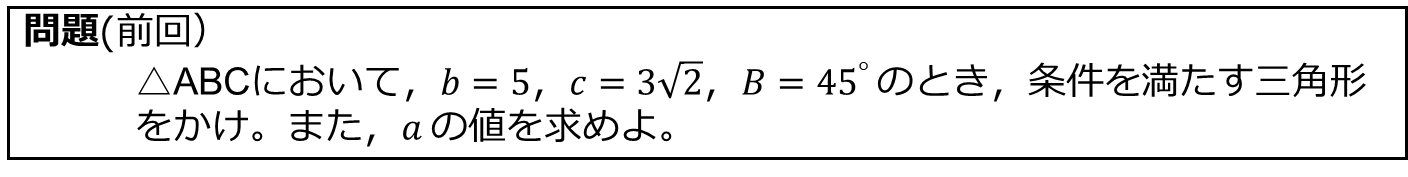 問題(前回）
△ABCにおいて，b = 5，c = 3√2，B = 45°のとき，条件を満たす三角形
をかけ。また，a の値を求めよ。